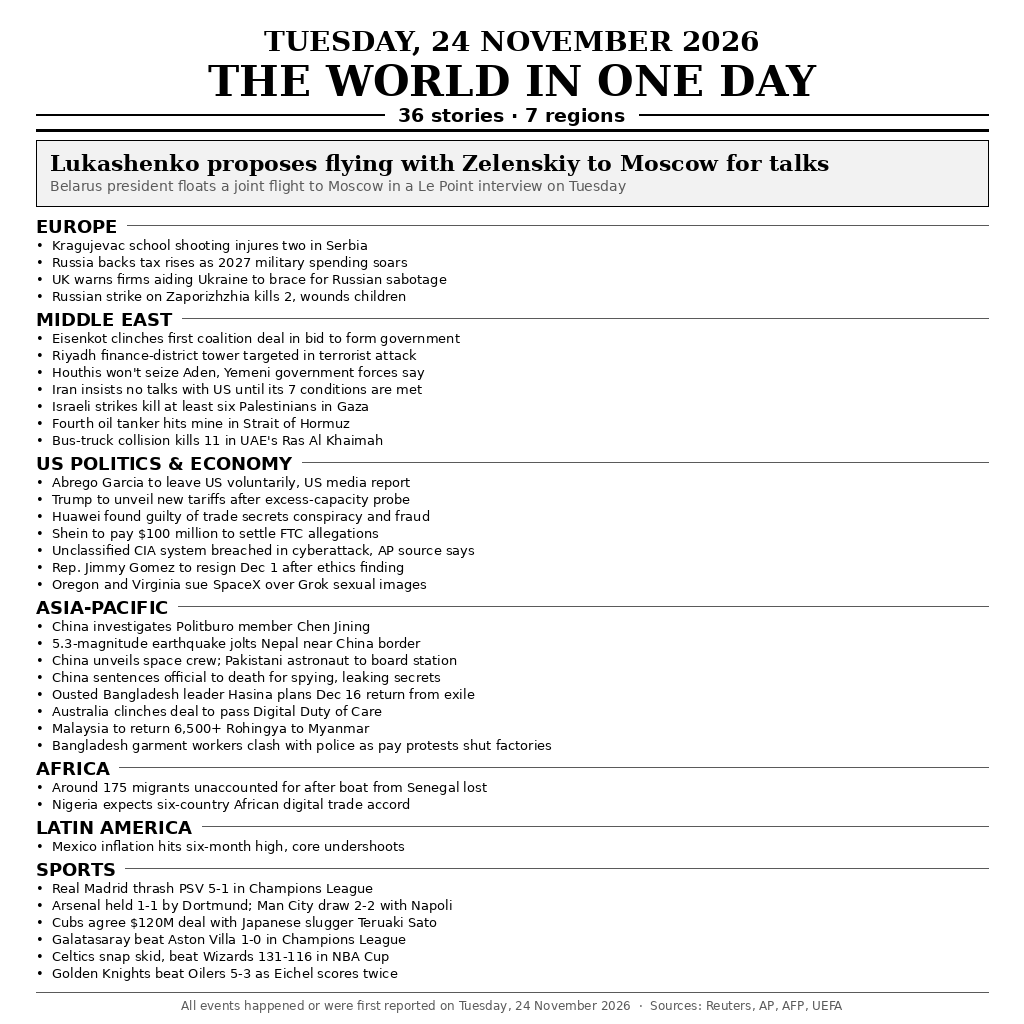 TUESDAY, 24 NOVEMBER 2026
THE WORLD IN ONE DAY
36 stories · 7 regions
Lukashenko proposes flying with Zelenskiy to Moscow for talks
Belarus president floats a joint flight to Moscow in a Le Point interview on Tuesday
EUROPE
• Kragujevac school shooting injures two in Serbia
• Russia backs tax rises as 2027 military spending soars
• UK warns firms aiding Ukraine to brace for Russian sabotage
• Russian strike on Zaporizhzhia kills 2, wounds children
MIDDLE EAST
• Eisenkot clinches first coalition deal in bid to form government
• Riyadh finance-district tower targeted in terrorist attack
• Houthis won't seize Aden, Yemeni government forces say
• Iran insists no talks with US until its 7 conditions are met
• Israeli strikes kill at least six Palestinians in Gaza
• Fourth oil tanker hits mine in Strait of Hormuz
• Bus-truck collision kills 11 in UAE's Ras Al Khaimah
US POLITICS & ECONOMY
• Abrego Garcia to leave US voluntarily, US media report
• Trump to unveil new tariffs after excess-capacity probe
• Huawei found guilty of trade secrets conspiracy and fraud
• Shein to pay $100 million to settle FTC allegations
• Unclassified CIA system breached in cyberattack, AP source says
• Rep. Jimmy Gomez to resign Dec 1 after ethics finding
• Oregon and Virginia sue SpaceX over Grok sexual images
ASIA-PACIFIC
• China investigates Politburo member Chen Jining
• 5.3-magnitude earthquake jolts Nepal near China border
• China unveils space crew; Pakistani astronaut to board station
• China sentences official to death for spying, leaking secrets
• Ousted Bangladesh leader Hasina plans Dec 16 return from exile
• Australia clinches deal to pass Digital Duty of Care
• Malaysia to return 6,500+ Rohingya to Myanmar
• Bangladesh garment workers clash with police as pay protests shut factories
AFRICA
• Around 175 migrants unaccounted for after boat from Senegal lost
• Nigeria expects six-country African digital trade accord
LATIN AMERICA
• Mexico inflation hits six-month high, core undershoots
SPORTS
• Real Madrid thrash PSV 5-1 in Champions League
• Arsenal held 1-1 by Dortmund; Man City draw 2-2 with Napoli
• Cubs agree $120M deal with Japanese slugger Teruaki Sato
• Galatasaray beat Aston Villa 1-0 in Champions League
• Celtics snap skid, beat Wizards 131-116 in NBA Cup
• Golden Knights beat Oilers 5-3 as Eichel scores twice
All events happened or were first reported on Tuesday, 24 November 2026 · Sources: Reuters, AP, AFP, UEFA